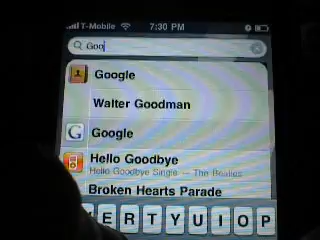 T-Mobile 7:30 PM
Goo
Google
Walter Goodman
Google
Hello Goodbye
Hello Goodbye Single — The Beatles
Broken Hearts Parade
E R T Y U I O P